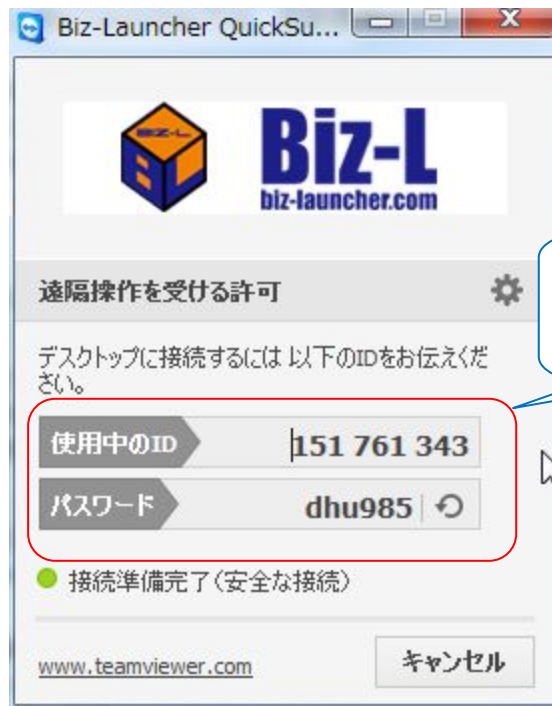 Biz-Launcher QuickSu...
BIZ-L
BL
Biz-L
biz-launcher.com
遠隔操作を受ける許可
デスクトップに接続するには 以下のIDをお伝えくだ
さい。
使用中のID 151 761 343
パスワード dhu985
接続準備完了(安全な接続)
www.teamviewer.com キャンセル